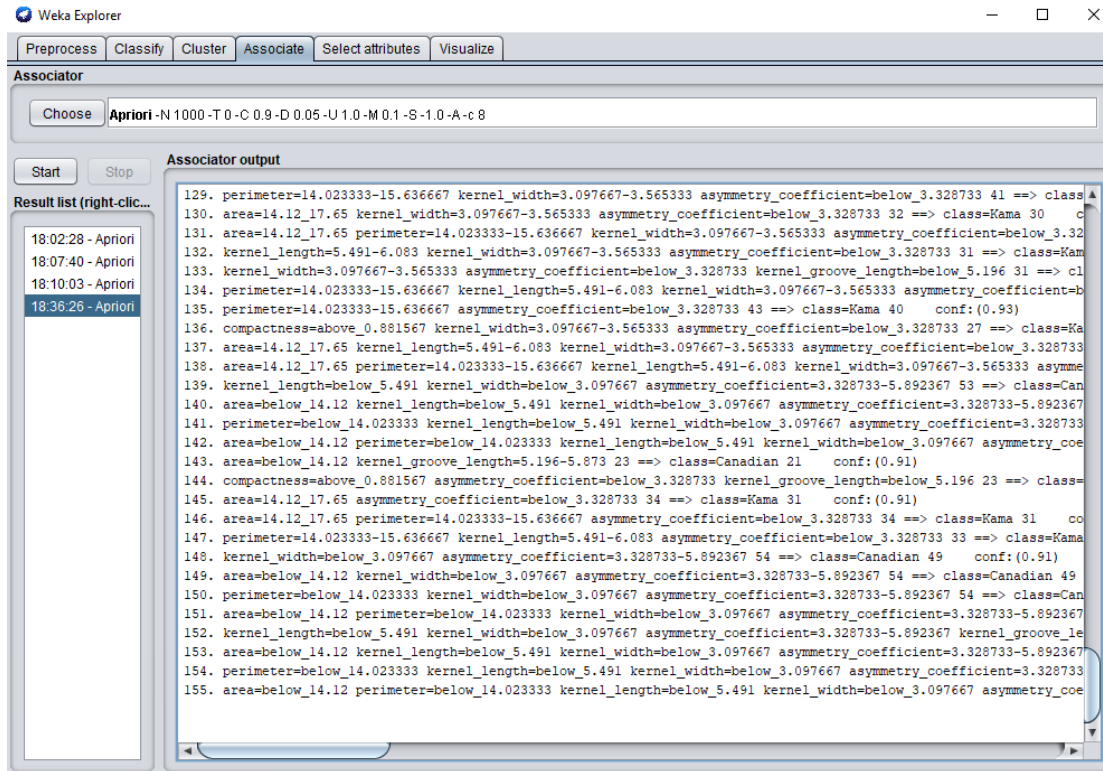 Weka Explorer
Preprocess Classify Cluster Associate Select attributes Visualize
Associator
Choose Apriori -N 1000 -T 0 -C 0.9 -D 0.05 -U 1.0 -M 0.1 -S -1.0 -A -c 8
Start Stop
Result list (right-clic...
18:02:28 - Apriori
18:07:40 - Apriori
18:10:03 - Apriori
18:36:26 - Apriori
Associator output
129. perimeter=14.023333-15.636667 kernel_width=3.097667-3.565333 asymmetry_coefficient=below_3.328733 41 ==> class
130. area=14.12_17.65 kernel_width=3.097667-3.565333 asymmetry_coefficient=below_3.328733 32 ==> class=Kama 30 c
131. area=14.12_17.65 perimeter=14.023333-15.636667 kernel_width=3.097667-3.565333 asymmetry_coefficient=below_3.32
132. kernel_length=5.491-6.083 kernel_width=3.097667-3.565333 asymmetry_coefficient=below_3.328733 31 ==> class=Kam
133. kernel_width=3.097667-3.565333 asymmetry_coefficient=below_3.328733 kernel_groove_length=below_5.196 31 ==> cl
134. perimeter=14.023333-15.636667 kernel_length=5.491-6.083 kernel_width=3.097667-3.565333 asymmetry_coefficient=b
135. perimeter=14.023333-15.636667 asymmetry_coefficient=below_3.328733 43 ==> class=Kama 40 conf:(0.93)
136. compactness=above_0.881567 kernel_width=3.097667-3.565333 asymmetry_coefficient=below_3.328733 27 ==> class=Ka
137. area=14.12_17.65 kernel_length=5.491-6.083 kernel_width=3.097667-3.565333 asymmetry_coefficient=below_3.328733
138. area=14.12_17.65 perimeter=14.023333-15.636667 kernel_length=5.491-6.083 kernel_width=3.097667-3.565333 asymme
139. kernel_length=below_5.491 kernel_width=below_3.097667 asymmetry_coefficient=3.328733-5.892367 53 ==> class=Can
140. area=below_14.12 kernel_length=below_5.491 kernel_width=below_3.097667 asymmetry_coefficient=3.328733-5.892367
141. perimeter=below_14.023333 kernel_length=below_5.491 kernel_width=below_3.097667 asymmetry_coefficient=3.328733
142. area=below_14.12 perimeter=below_14.023333 kernel_length=below_5.491 kernel_width=below_3.097667 asymmetry_coe
143. area=below_14.12 kernel_groove_length=5.196-5.873 23 ==> class=Canadian 21 conf:(0.91)
144. compactness=above_0.881567 asymmetry_coefficient=below_3.328733 kernel_groove_length=below_5.196 23 ==> class=
145. area=14.12_17.65 asymmetry_coefficient=below_3.328733 34 ==> class=Kama 31 conf:(0.91)
146. area=14.12_17.65 perimeter=14.023333-15.636667 asymmetry_coefficient=below_3.328733 34 ==> class=Kama 31 co
147. perimeter=14.023333-15.636667 kernel_length=5.491-6.083 asymmetry_coefficient=below_3.328733 33 ==> class=Kama
148. kernel_width=below_3.097667 asymmetry_coefficient=3.328733-5.892367 54 ==> class=Canadian 49 conf:(0.91)
149. area=below_14.12 kernel_width=below_3.097667 asymmetry_coefficient=3.328733-5.892367 54 ==> class=Canadian 49
150. perimeter=below_14.023333 kernel_width=below_3.097667 asymmetry_coefficient=3.328733-5.892367 54 ==> class=Can
151. area=below_14.12 perimeter=below_14.023333 kernel_width=below_3.097667 asymmetry_coefficient=3.328733-5.892367
152. kernel_length=below_5.491 kernel_width=below_3.097667 asymmetry_coefficient=3.328733-5.892367 kernel_groove_le
153. area=below_14.12 kernel_length=below_5.491 kernel_width=below_3.097667 asymmetry_coefficient=3.328733-5.892367
154. perimeter=below_14.023333 kernel_length=below_5.491 kernel_width=below_3.097667 asymmetry_coefficient=3.328733
155. area=below_14.12 perimeter=below_14.023333 kernel_length=below_5.491 kernel_width=below_3.097667 asymmetry_coe